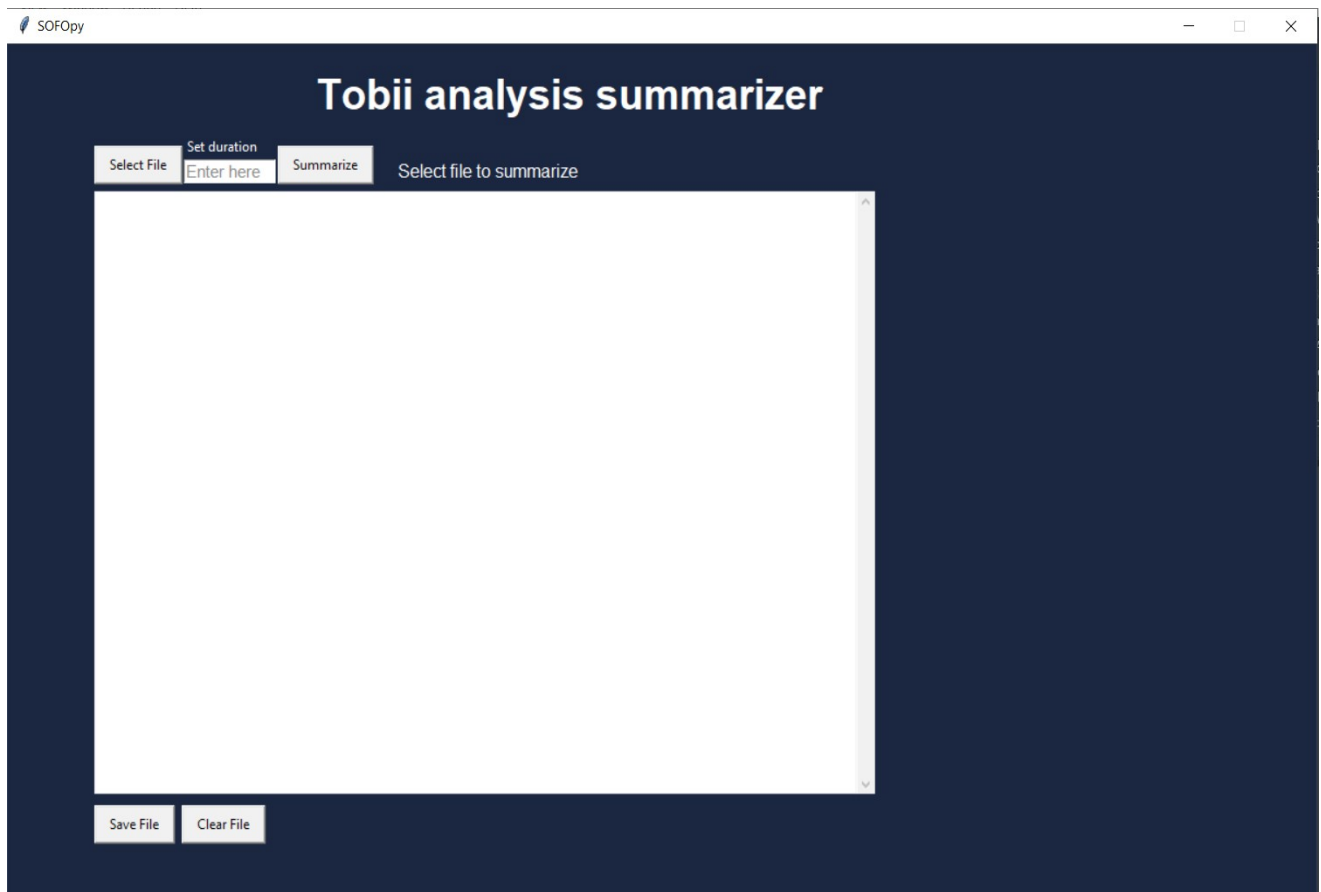 SOFOpy
Tobii analysis summarizer
Set duration
Select File
Enter here
Summarize
Select file to summarize
Save File
Clear File